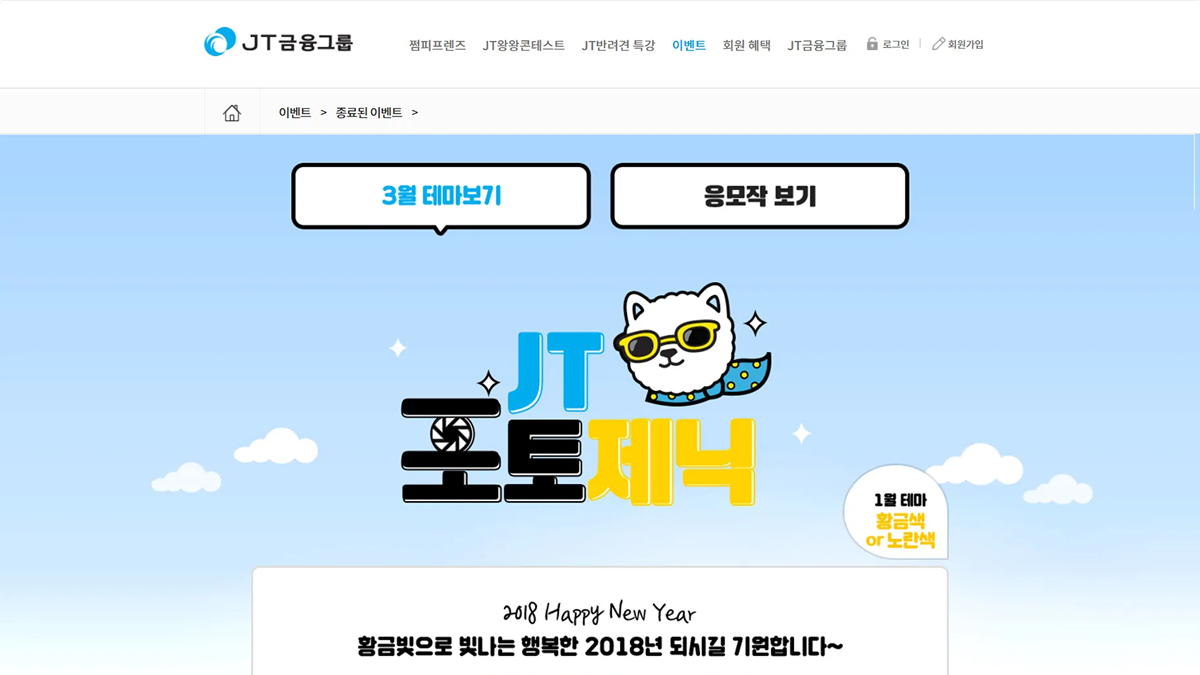 JT금융그룹
쩜피프렌즈 JT왕왕콘테스트 JT반려견 특강 이벤트 회원 혜택 JT금융그룹 로그인 회원가입
이벤트 > 종료된 이벤트 >
3월 테마보기 응모작 보기
JT
포토제닉
1월 테마
황금색
or 노란색
2018 Happy New Year
황금빛으로 빛나는 행복한 2018년 되시길 기원합니다~